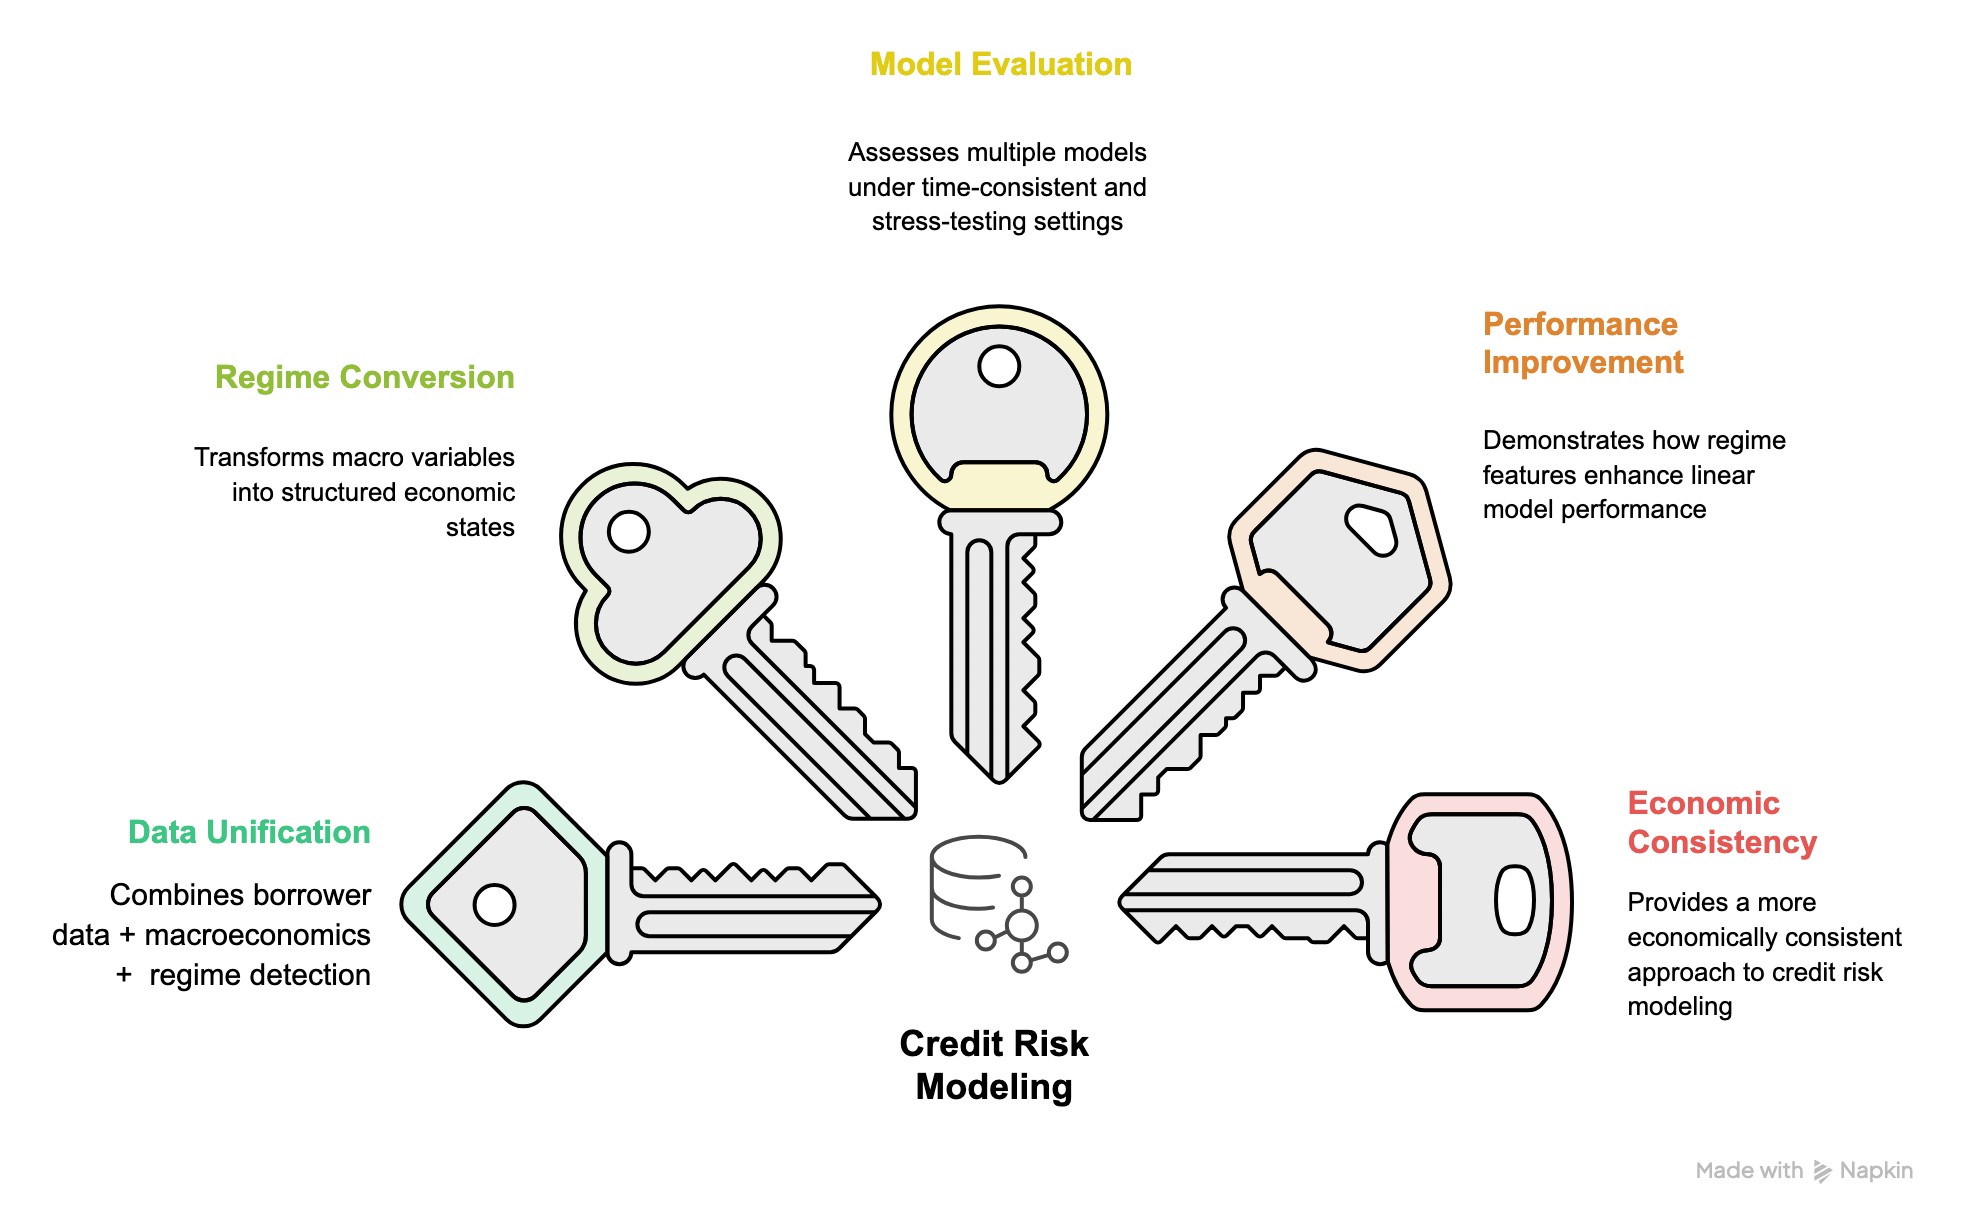 Model Evaluation
Assesses multiple models
under time-consistent and
stress-testing settings
Performance
Improvement
Demonstrates how regime
features enhance linear
model performance
Regime Conversion
Transforms macro variables
into structured economic
states
Data Unification
Combines borrower
data + macroeconomics
+ regime detection
Economic
Consistency
Provides a more
economically consistent
approach to credit risk
modeling
Credit Risk
Modeling
Made with Napkin